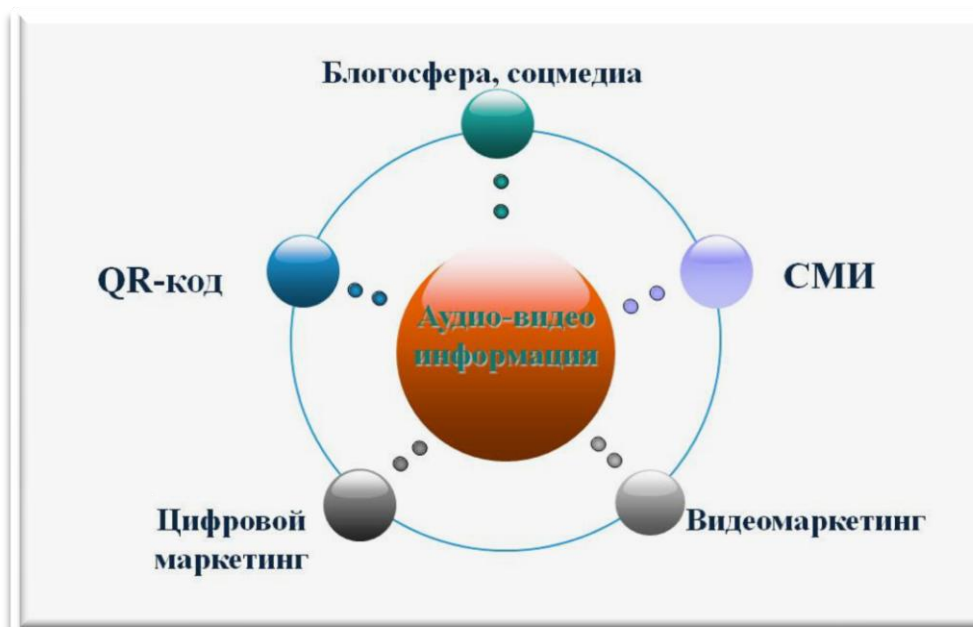 Блогосфера, соцмедиа
QR-код
СМИ
Аудио-видео
информация
Цифровой
маркетинг
Видеомаркетинг